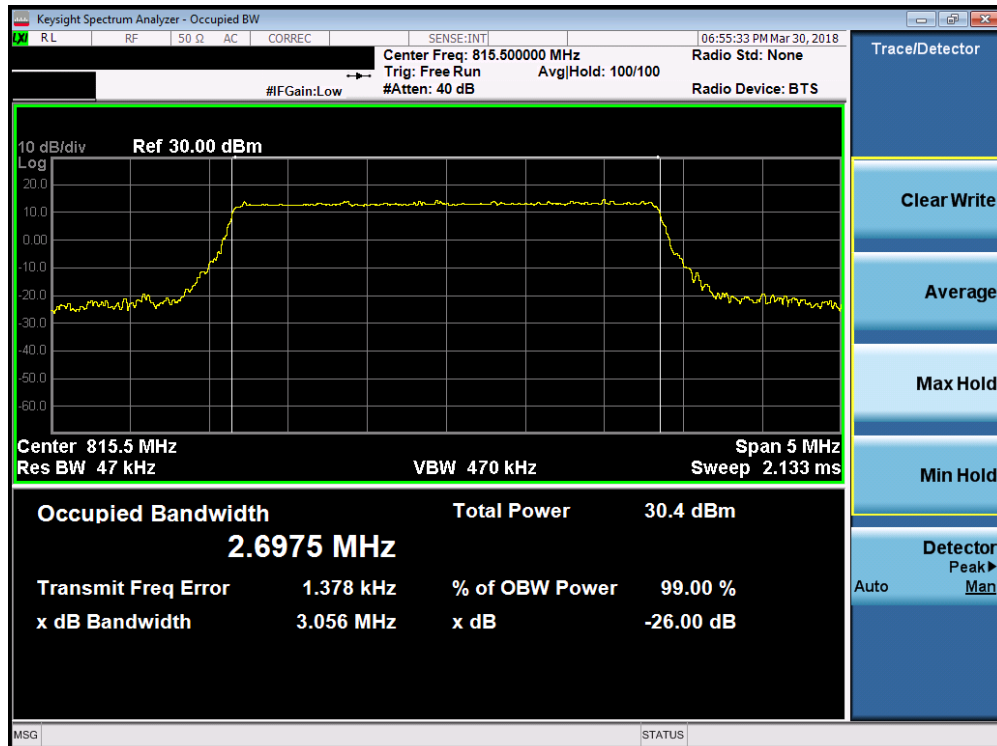 Keysight Spectrum Analyzer - Occupied BW
LXI RL RF 50 Ω AC CORREC SENSE:INT 06:55:33 PM Mar 30, 2018
Center Freq: 815.500000 MHz Radio Std: None
Trig: Free Run Avg|Hold: 100/100
#IFGain:Low #Atten: 40 dB Radio Device: BTS
10 dB/div Ref 30.00 dBm
Log
20.0
10.0
0.00
-10.0
-20.0
-30.0
-40.0
-50.0
-60.0
Center 815.5 MHz Span 5 MHz
Res BW 47 kHz VBW 470 kHz Sweep 2.133 ms
Occupied Bandwidth Total Power 30.4 dBm
2.6975 MHz
Transmit Freq Error 1.378 kHz % of OBW Power 99.00 %
x dB Bandwidth 3.056 MHz x dB -26.00 dB
Trace/Detector
Clear Write
Average
Max Hold
Min Hold
Detector
Peak▶
Auto Man
MSG STATUS